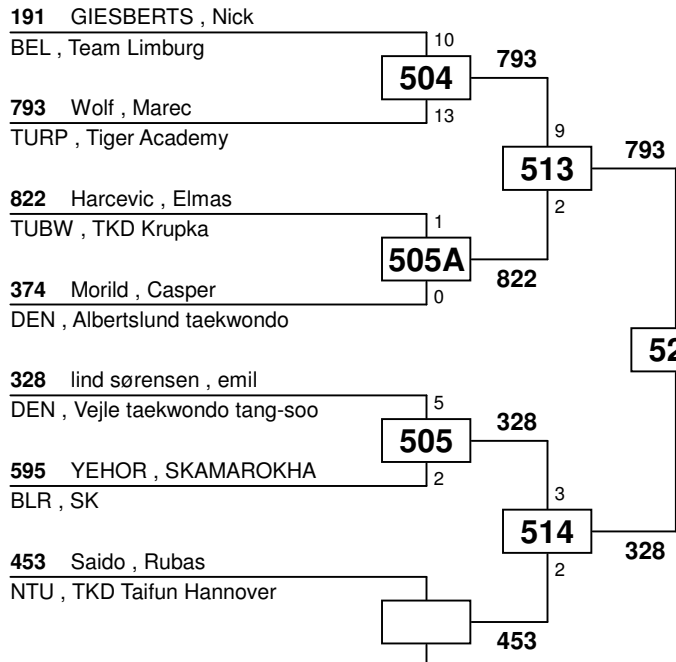 191 GIESBERTS , Nick
10
BEL , Team Limburg
504
793
793 Wolf , Marec
13
TURP , Tiger Academy
9
513
793
822 Harcevic , Elmas
2
TUBW , TKD Krupka
1
505A
822
374 Morild , Casper
0
DEN , Albertslund taekwondo
52
328 lind sørensen , emil
5
DEN , Vejle taekwondo tang-soo
505
328
595 YEHOR , SKAMAROKHA
2
BLR , SK
3
514
328
453 Saido , Rubas
2
NTU , TKD Taifun Hannover
453